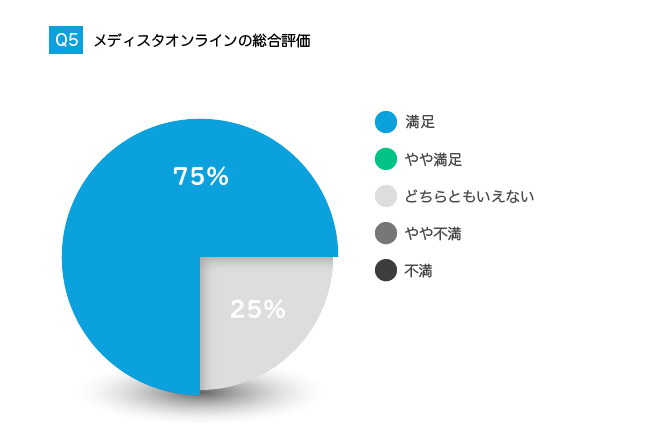 Q5 メディスタオンラインの総合評価
75%
25%
満足
やや満足
どちらともいえない
やや不満
不満